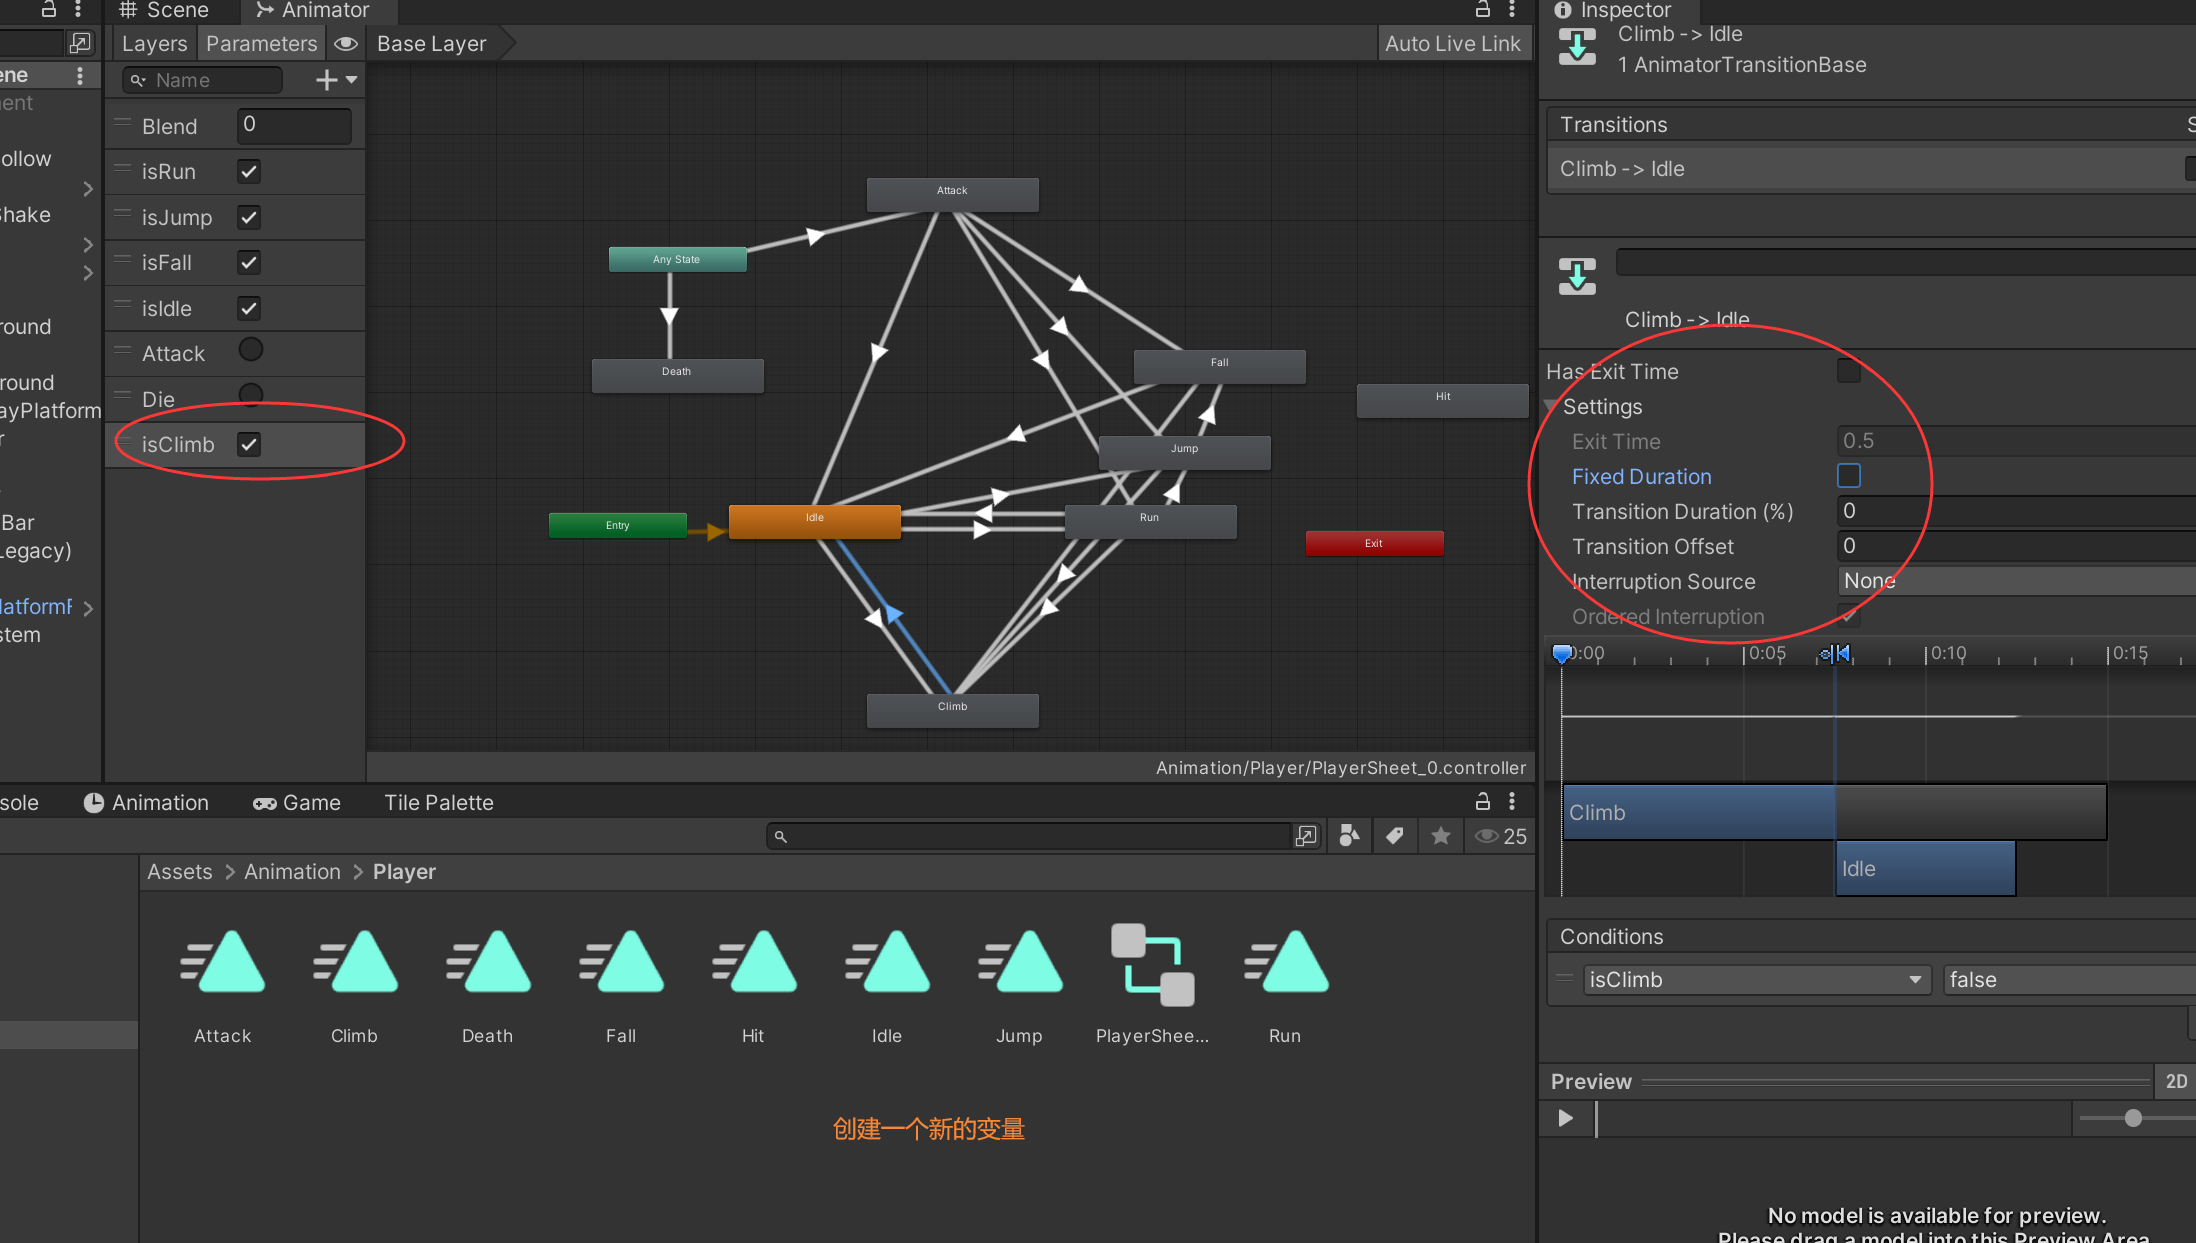 Scene
Animator
Layers
Parameters
Base Layer
Auto Live Link
Name
Blend
0
isRun
isJump
isFall
isIdle
Attack
Die
isClimb
ene
ent
ollow
hake
round
round
ayPlatform
r
Bar
Legacy)
latformF
stem
Attack
Any State
Death
Fall
Hit
Jump
Idle
Entry
Run
Exit
Climb
Animation/Player/PlayerSheet_0.controller
Inspector
Climb -> Idle
1 AnimatorTransitionBase
Transitions
Climb -> Idle
Climb -> Idle
Has Exit Time
Settings
Exit Time
0.5
Fixed Duration
Transition Duration (%)
0
Transition Offset
0
Interruption Source
None
Ordered Interruption
0:00
0:05
0:10
0:15
Climb
Idle
Conditions
isClimb
false
Preview
2D
No model is available for preview.
Please drag a model into this Preview Area.
sole
Animation
Game
Tile Palette
25
Assets > Animation > Player
Attack
Climb
Death
Fall
Hit
Idle
Jump
PlayerShee...
Run
创建一个新的变量